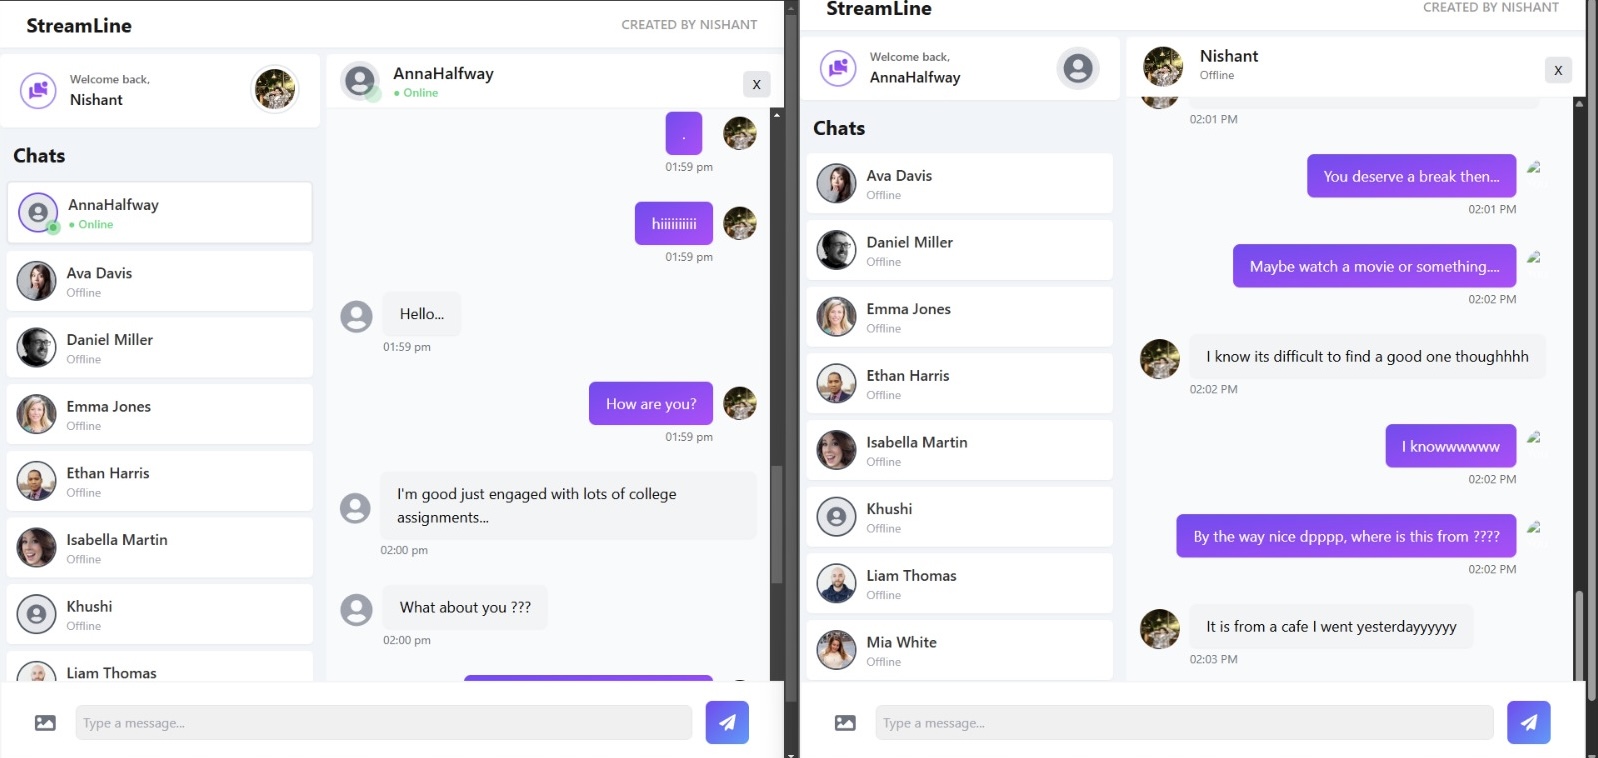 StreamLine
CREATED BY NISHANT
Welcome back,
Nishant
Chats
AnnaHalfway
● Online
Ava Davis
Offline
Daniel Miller
Offline
Emma Jones
Offline
Ethan Harris
Offline
Isabella Martin
Offline
Khushi
Offline
Liam Thomas
AnnaHalfway
● Online
X
.
01:59 pm
hiiiiiiiiii
01:59 pm
Hello...
01:59 pm
How are you?
01:59 pm
I'm good just engaged with lots of college
assignments...
02:00 pm
What about you ???
02:00 pm
Type a message...
StreamLine
CREATED BY NISHANT
Welcome back,
AnnaHalfway
Chats
Ava Davis
Offline
Daniel Miller
Offline
Emma Jones
Offline
Ethan Harris
Offline
Isabella Martin
Offline
Khushi
Offline
Liam Thomas
Offline
Mia White
Offline
Nishant
Offline
X
02:01 PM
You deserve a break then...
02:01 PM
Maybe watch a movie or something....
02:02 PM
I know its difficult to find a good one thoughhhh
02:02 PM
I knowwwwww
02:02 PM
By the way nice dpppp, where is this from ????
02:02 PM
It is from a cafe I went yesterdayyyyyy
02:03 PM
Type a message...